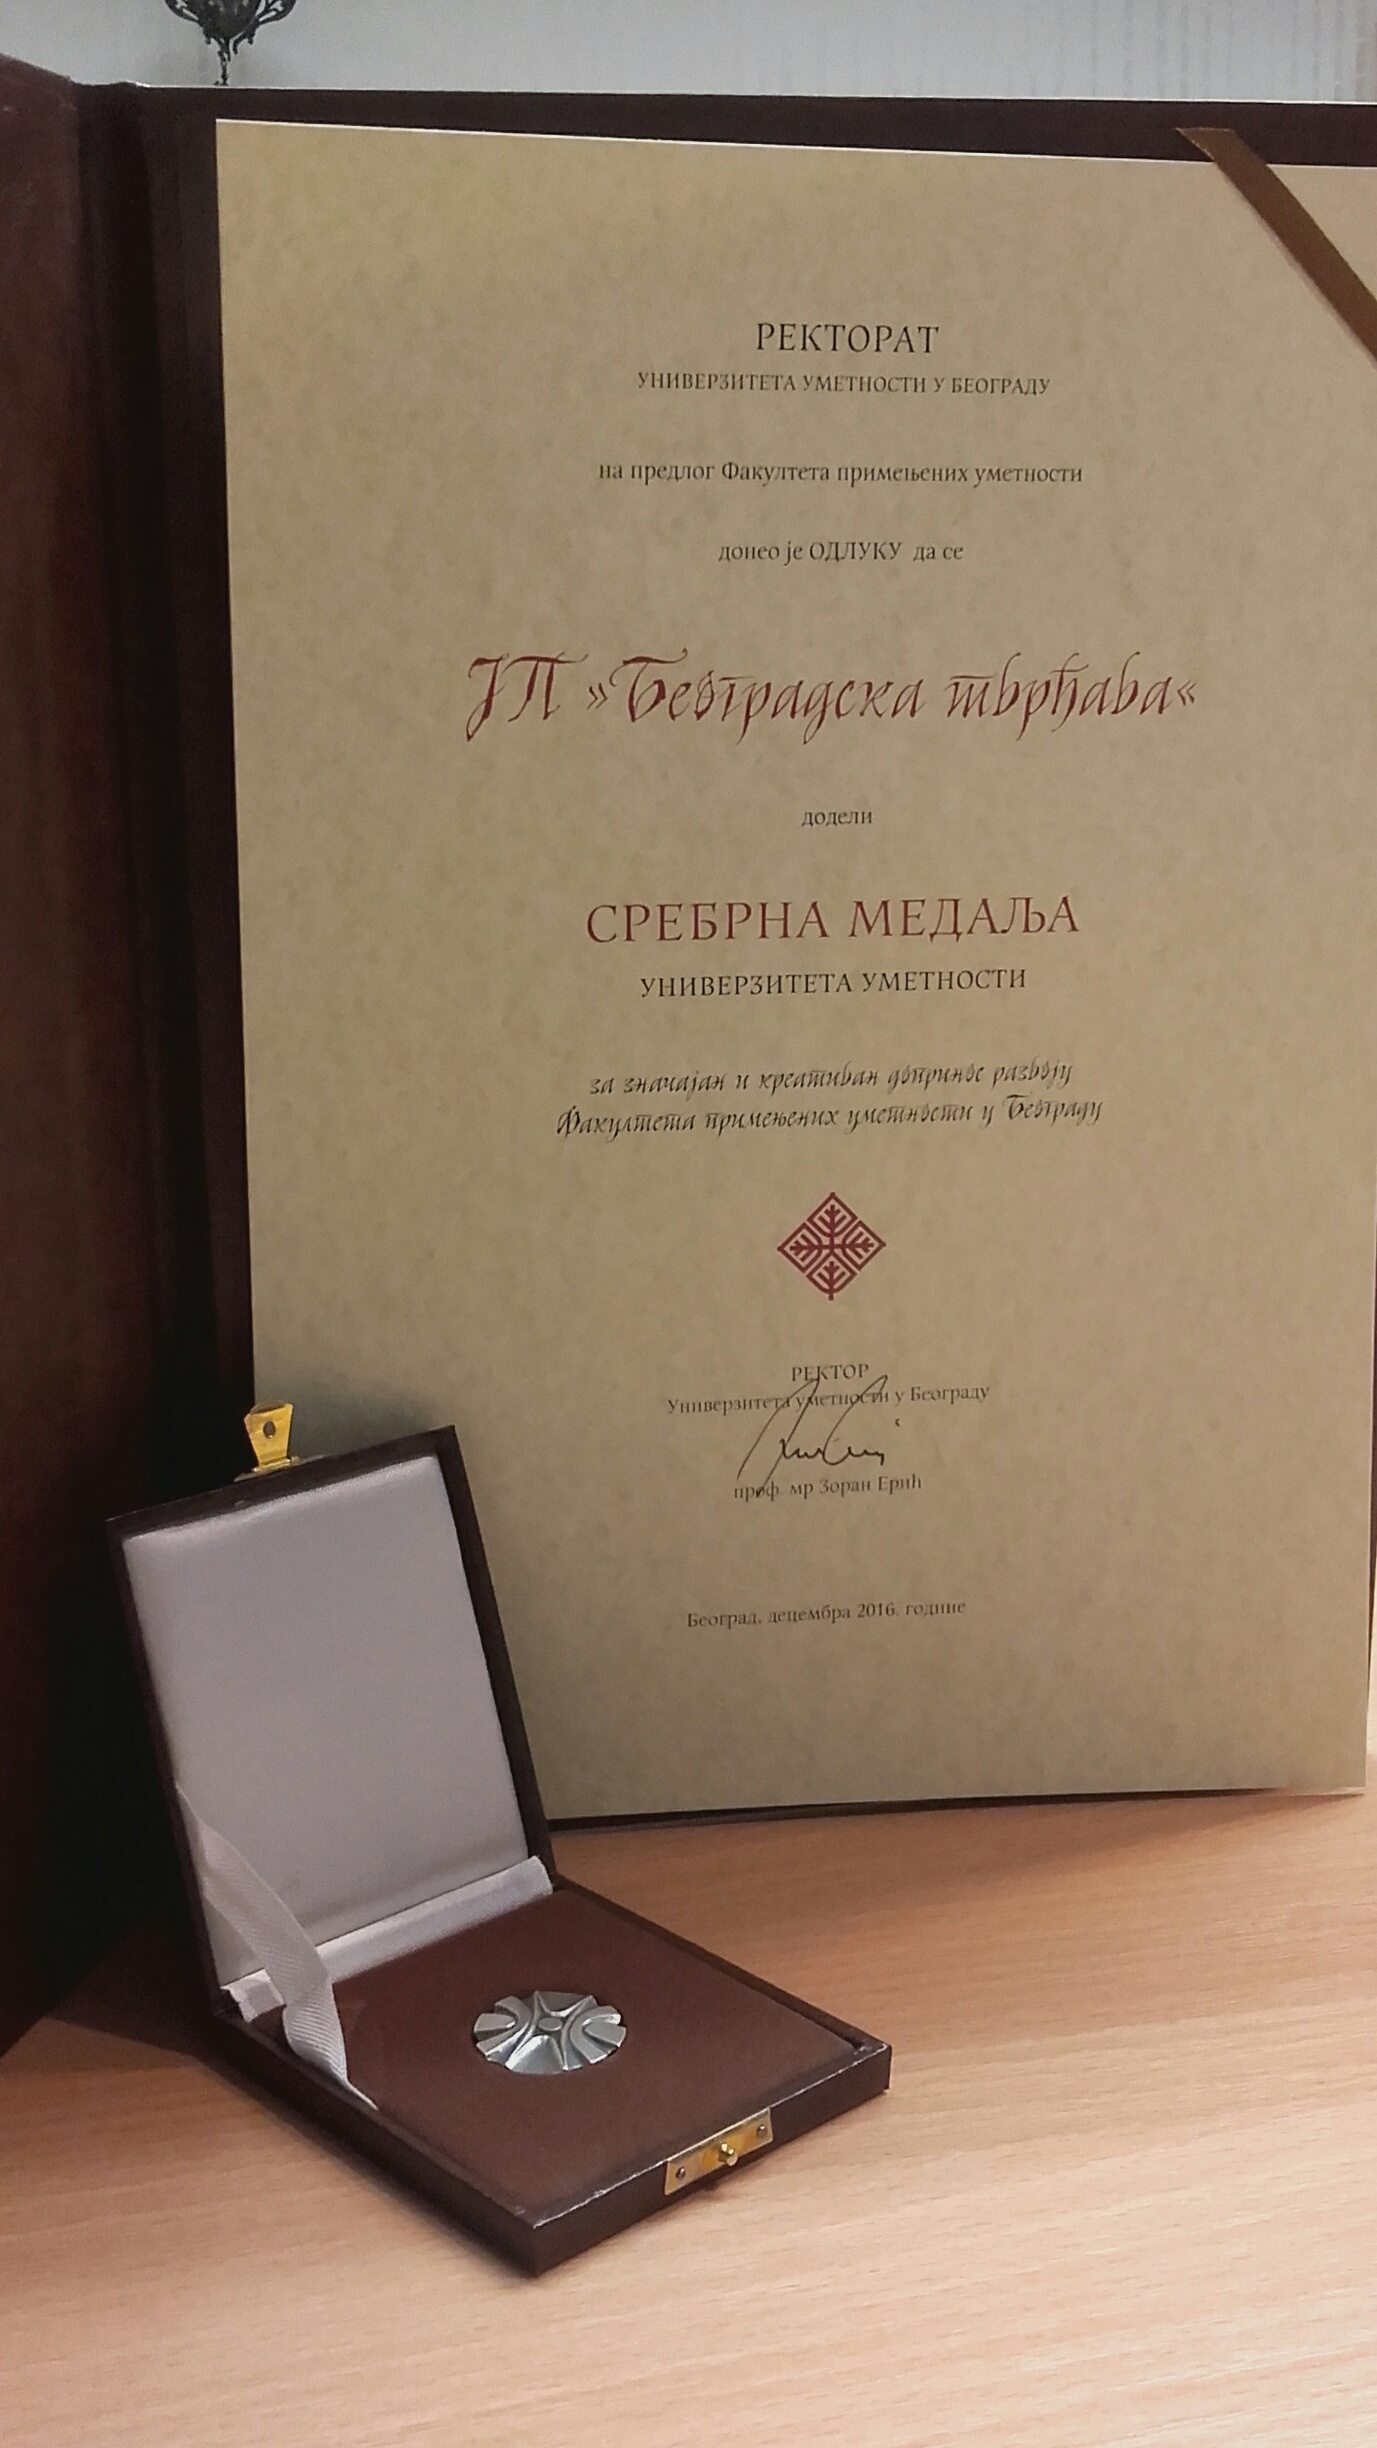 РЕКТОРАТ
УНИВЕРЗИТЕТА УМЕТНОСТИ У БЕОГРАДУ
на предлог Факултета примењених уметности
донео је ОДЛУКУ да се
ЈП »Београдска тврђава«
додели
СРЕБРНА МЕДАЉА
УНИВЕРЗИТЕТА УМЕТНОСТИ
за значајан и креативан допринос развоју
Факултета примењених уметности у Београду
РЕКТОР
Универзитета уметности у Београду
проф. мр Зоран Ерић
Београд, децембра 2016. године